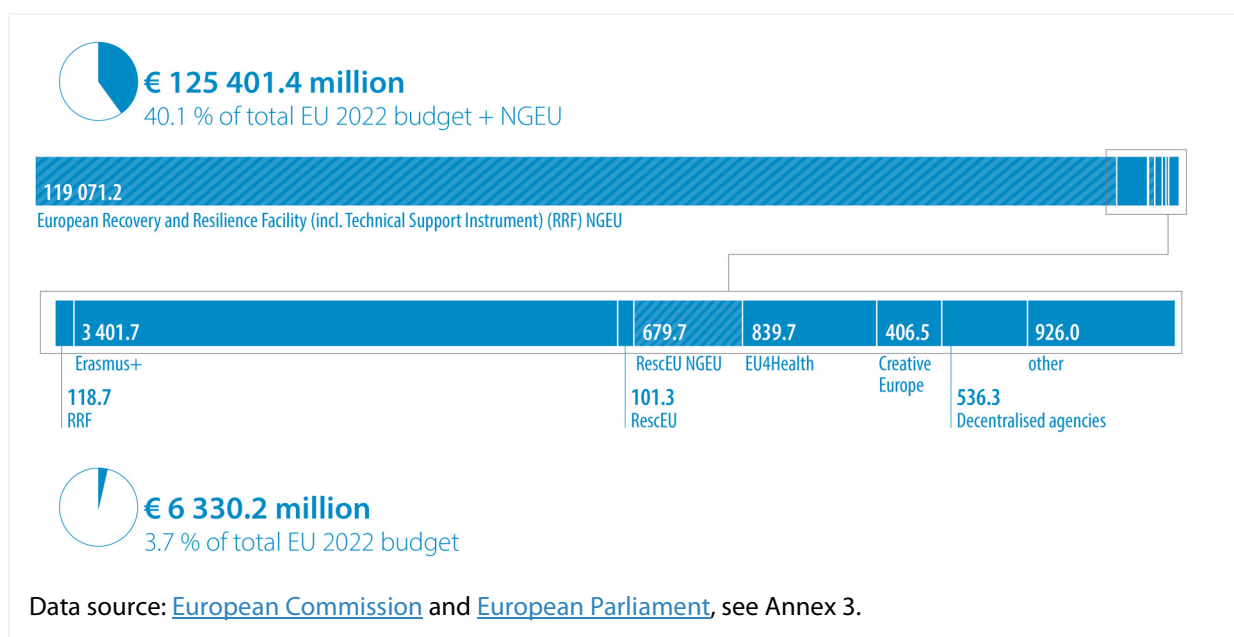 € 125 401.4 million
40.1 % of total EU 2022 budget + NGEU
119 071.2
European Recovery and Resilience Facility (incl. Technical Support Instrument) (RRF) NGEU
3 401.7
Erasmus+
118.7
RRF
679.7
RescEU NGEU
101.3
RescEU
839.7
EU4Health
406.5
Creative
Europe
536.3
Decentralised agencies
926.0
other
€ 6 330.2 million
3.7 % of total EU 2022 budget
Data source: European Commission and European Parliament, see Annex 3.